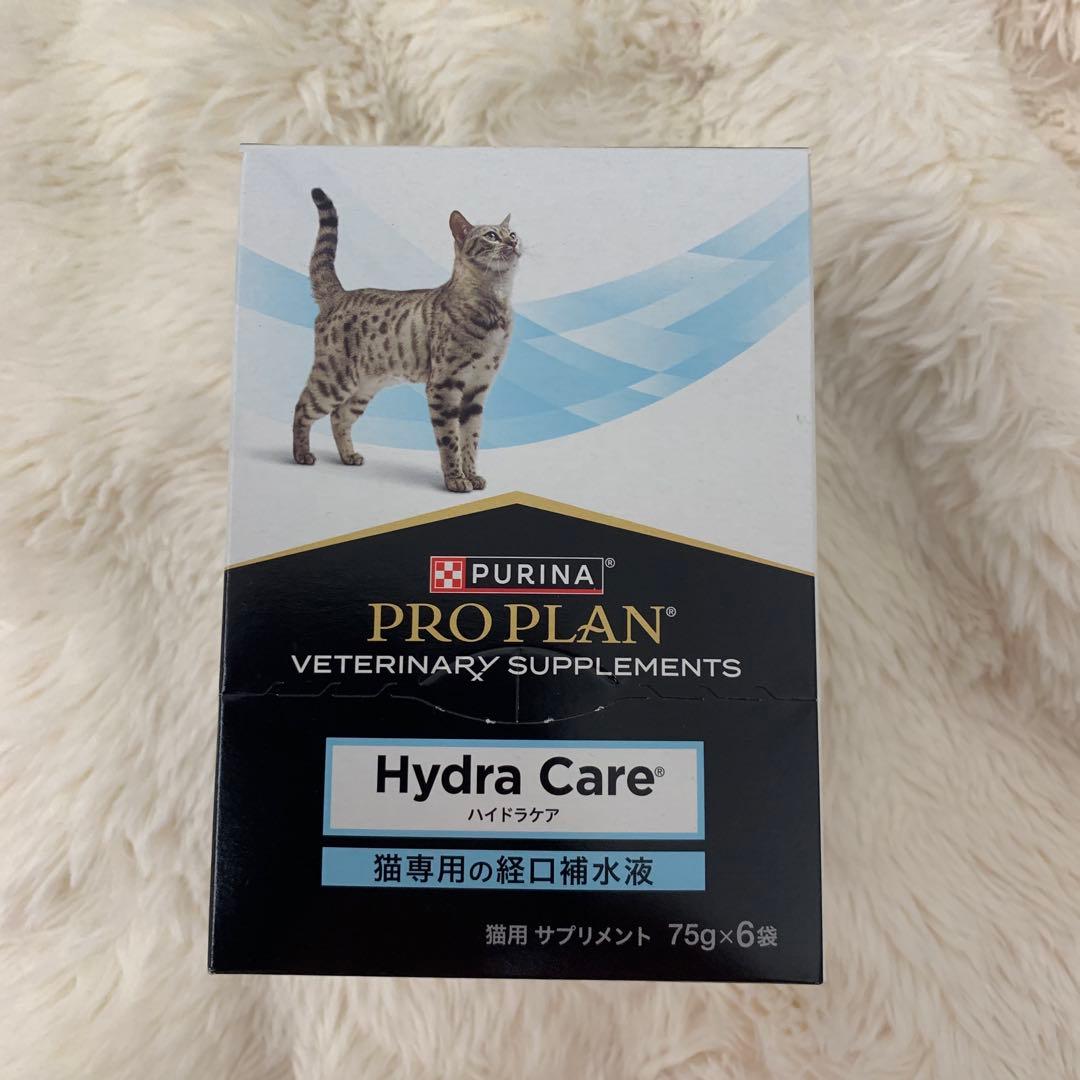 PURINA®
PRO PLAN®
VETERINARY SUPPLEMENTS
Hydra Care®
ハイドラケア
猫専用の経口補水液
猫用 サプリメント 75g×6袋